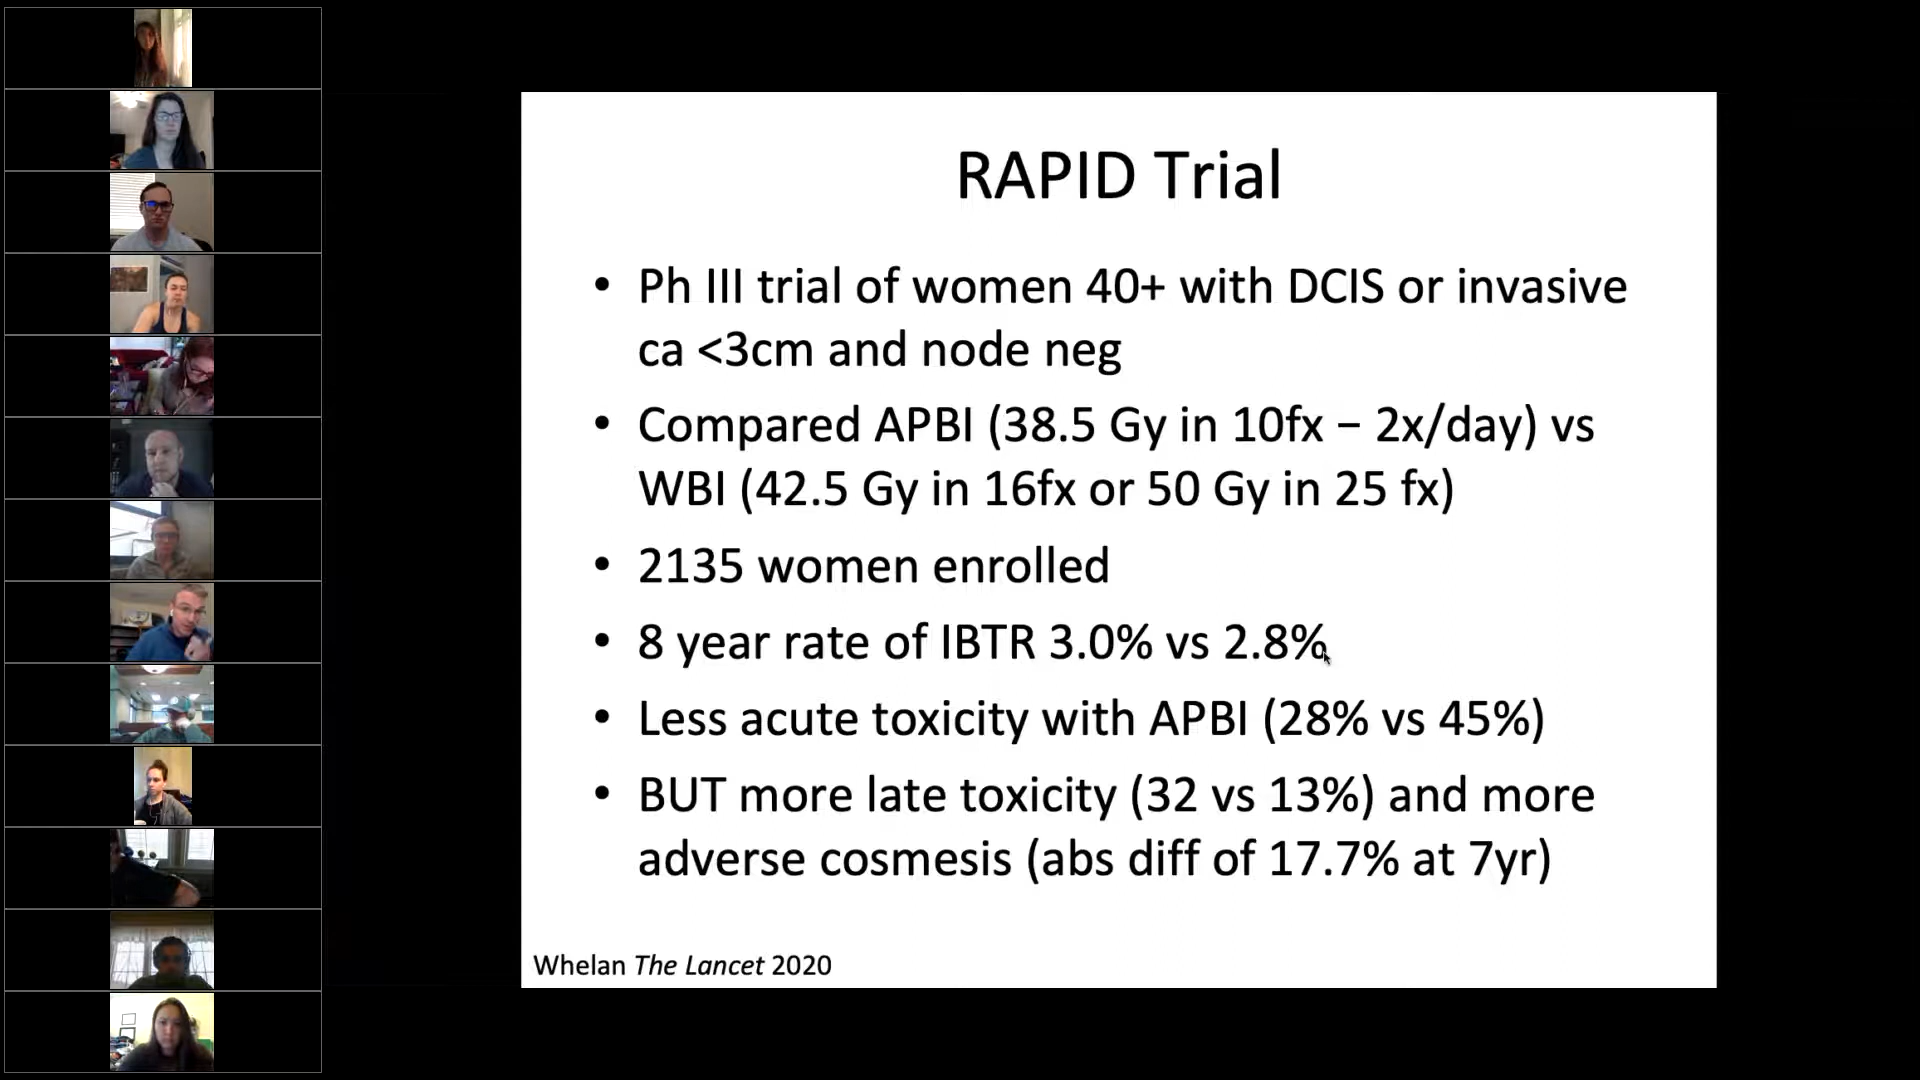 RAPID Trial
• Ph III trial of women 40+ with DCIS or invasive
ca <3cm and node neg
• Compared APBI (38.5 Gy in 10fx – 2x/day) vs
WBI (42.5 Gy in 16fx or 50 Gy in 25 fx)
• 2135 women enrolled
• 8 year rate of IBTR 3.0% vs 2.8%
• Less acute toxicity with APBI (28% vs 45%)
• BUT more late toxicity (32 vs 13%) and more
adverse cosmesis (abs diff of 17.7% at 7yr)
Whelan The Lancet 2020